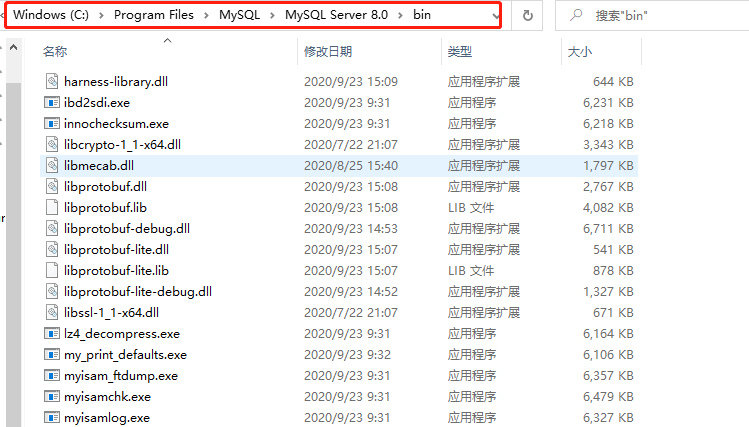 Windows (C:) › Program Files › MySQL › MySQL Server 8.0 › bin 搜索"bin"
名称 修改日期 类型 大小
harness-library.dll 2020/9/23 15:09 应用程序扩展 644 KB
ibd2sdi.exe 2020/9/23 9:31 应用程序 6,231 KB
innochecksum.exe 2020/9/23 9:31 应用程序 6,218 KB
libcrypto-1_1-x64.dll 2020/7/22 21:07 应用程序扩展 3,343 KB
libmecab.dll 2020/8/25 15:40 应用程序扩展 1,797 KB
libprotobuf.dll 2020/9/23 15:08 应用程序扩展 2,767 KB
libprotobuf.lib 2020/9/23 15:08 LIB 文件 4,082 KB
libprotobuf-debug.dll 2020/9/23 14:53 应用程序扩展 6,711 KB
libprotobuf-lite.dll 2020/9/23 15:07 应用程序扩展 541 KB
libprotobuf-lite.lib 2020/9/23 15:07 LIB 文件 878 KB
libprotobuf-lite-debug.dll 2020/9/23 14:52 应用程序扩展 1,327 KB
libssl-1_1-x64.dll 2020/7/22 21:07 应用程序扩展 671 KB
lz4_decompress.exe 2020/9/23 9:31 应用程序 6,164 KB
my_print_defaults.exe 2020/9/23 9:32 应用程序 6,106 KB
myisam_ftdump.exe 2020/9/23 9:31 应用程序 6,357 KB
myisamchk.exe 2020/9/23 9:31 应用程序 6,479 KB
myisamlog.exe 2020/9/23 9:31 应用程序 6,327 KB